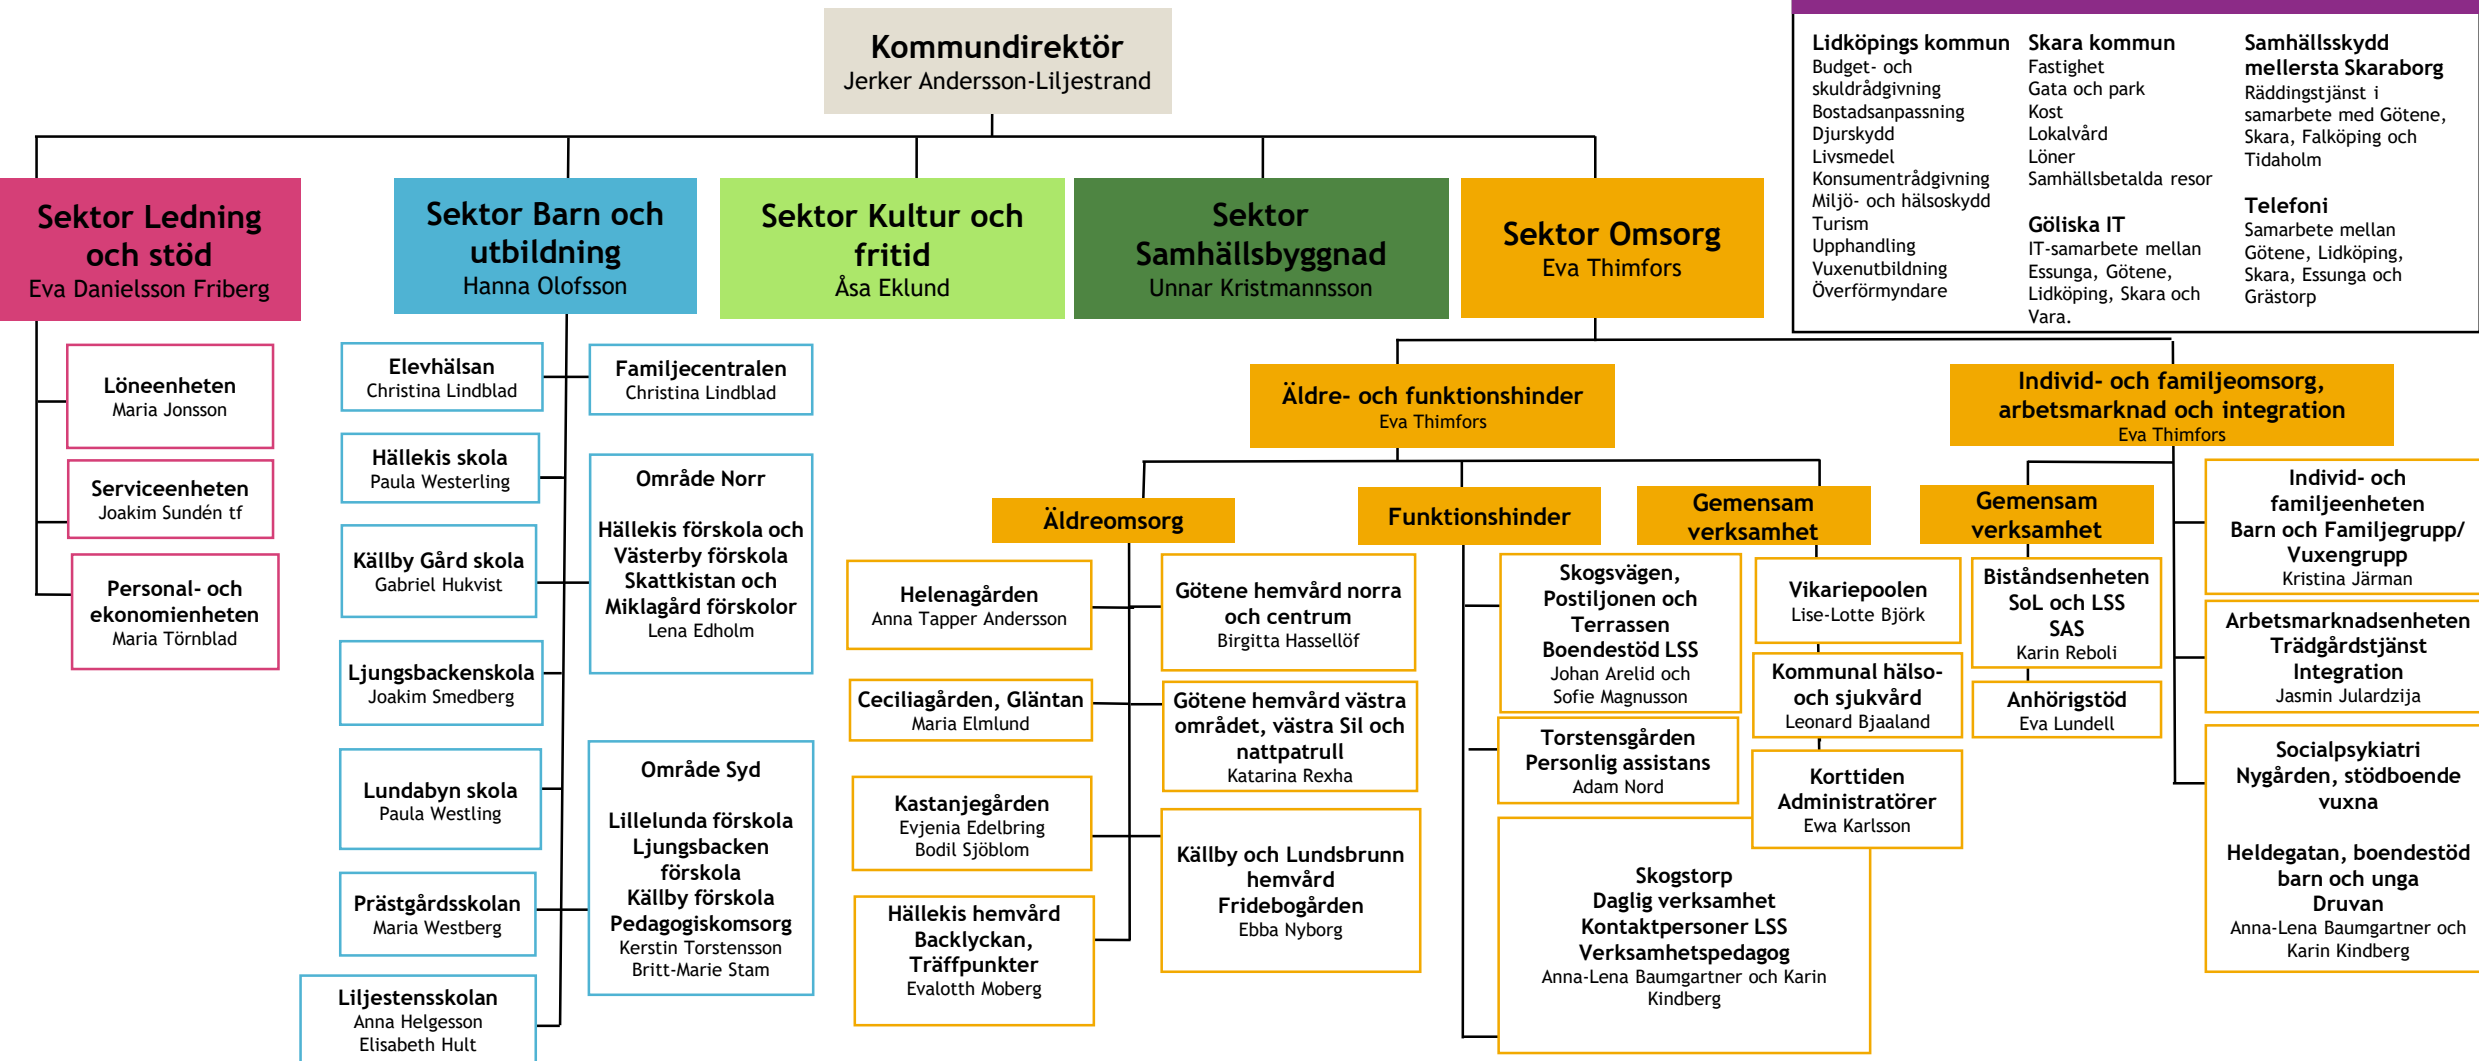 Kommundirektör
Jerker Andersson-Liljestrand
Lidköpings kommun
Budget- och
skuldrådgivning
Bostadsanpassning
Djurskydd
Livsmedel
Konsumentrådgivning
Miljö- och hälsoskydd
Turism
Upphandling
Vuxenutbildning
Överförmyndare
Skara kommun
Fastighet
Gata och park
Kost
Lokalvård
Löner
Samhällsbetalda resor
Göliska IT
IT-samarbete mellan
Essunga, Götene,
Lidköping, Skara och
Vara.
Samhällsskydd
mellersta Skaraborg
Räddingstjänst i
samarbete med Götene,
Skara, Falköping och
Tidaholm
Telefoni
Samarbete mellan
Götene, Lidköping,
Skara, Essunga och
Grästorp
Sektor Ledning
och stöd
Eva Danielsson Friberg
Sektor Barn och
utbildning
Hanna Olofsson
Sektor Kultur och
fritid
Åsa Eklund
Sektor
Samhällsbyggnad
Unnar Kristmannsson
Sektor Omsorg
Eva Thimfors
Löneenheten
Maria Jonsson
Serviceenheten
Joakim Sundén tf
Personal- och
ekonomienheten
Maria Törnblad
Elevhälsan
Christina Lindblad
Familjecentralen
Christina Lindblad
Hällekis skola
Paula Westerling
Källby Gård skola
Gabriel Hukvist
Ljungsbackenskola
Joakim Smedberg
Lundabyn skola
Paula Westling
Prästgårdsskolan
Maria Westberg
Liljestensskolan
Anna Helgesson
Elisabeth Hult
Område Norr
Hällekis förskola och
Västerby förskola
Skattkistan och
Miklagård förskolor
Lena Edholm
Område Syd
Lillelunda förskola
Ljungsbacken
förskola
Källby förskola
Pedagogiskomsorg
Kerstin Torstensson
Britt-Marie Stam
Äldre- och funktionshinder
Eva Thimfors
Individ- och familjeomsorg,
arbetsmarknad och integration
Eva Thimfors
Äldreomsorg
Helenagården
Anna Tapper Andersson
Ceciliagården, Gläntan
Maria Elmlund
Kastanjegården
Evjenia Edelbring
Bodil Sjöblom
Hällekis hemvård
Backlyckan,
Träffpunkter
Evalotth Moberg
Götene hemvård norra
och centrum
Birgitta Hassellöf
Götene hemvård västra
området, västra Sil och
nattpatrull
Katarina Rexha
Källby och Lundsbrunn
hemvård
Fridebogården
Ebba Nyborg
Funktionshinder
Skogsvägen,
Postiljonen och
Terrassen
Boendestöd LSS
Johan Arelid och
Sofie Magnusson
Torstensgården
Personlig assistans
Adam Nord
Skogstorp
Daglig verksamhet
Kontaktpersoner LSS
Verksamhetspedagog
Anna-Lena Baumgartner och Karin
Kindberg
Gemensam
verksamhet
Vikariepoolen
Lise-Lotte Björk
Kommunal hälso-
och sjukvård
Leonard Bjaaland
Korttiden
Administratörer
Ewa Karlsson
Gemensam
verksamhet
Biståndsenheten
SoL och LSS
SAS
Karin Reboli
Anhörigstöd
Eva Lundell
Individ- och
familjeenheten
Barn och Familjegrupp/
Vuxengrupp
Kristina Järman
Arbetsmarknadsenheten
Trädgårdstjänst
Integration
Jasmin Julardzija
Socialpsykiatri
Nygården, stödboende
vuxna
Heldegatan, boendestöd
barn och unga
Druvan
Anna-Lena Baumgartner och
Karin Kindberg